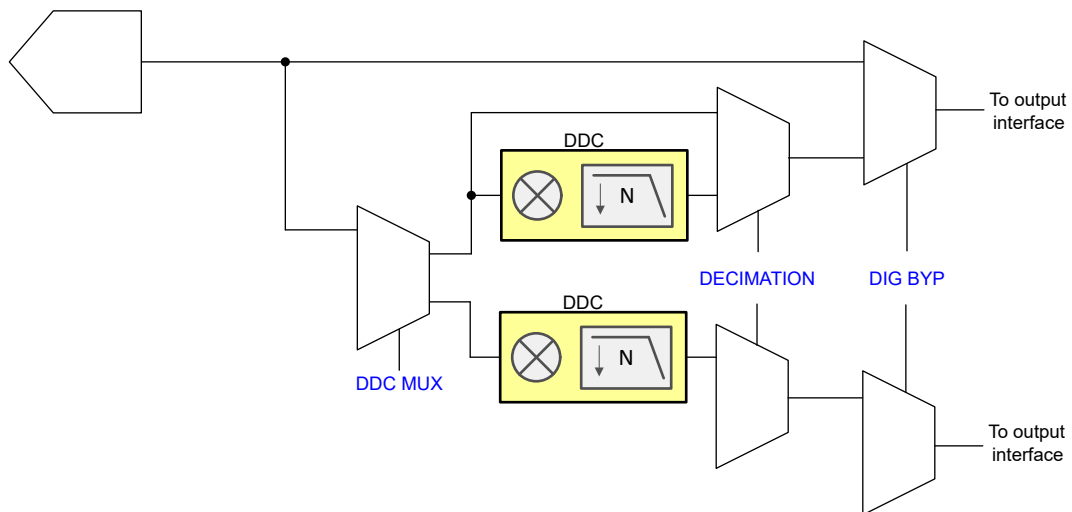 To output
interface
DDC
N
DECIMATION
DIG BYP
DDC
N
DDC MUX
To output
interface